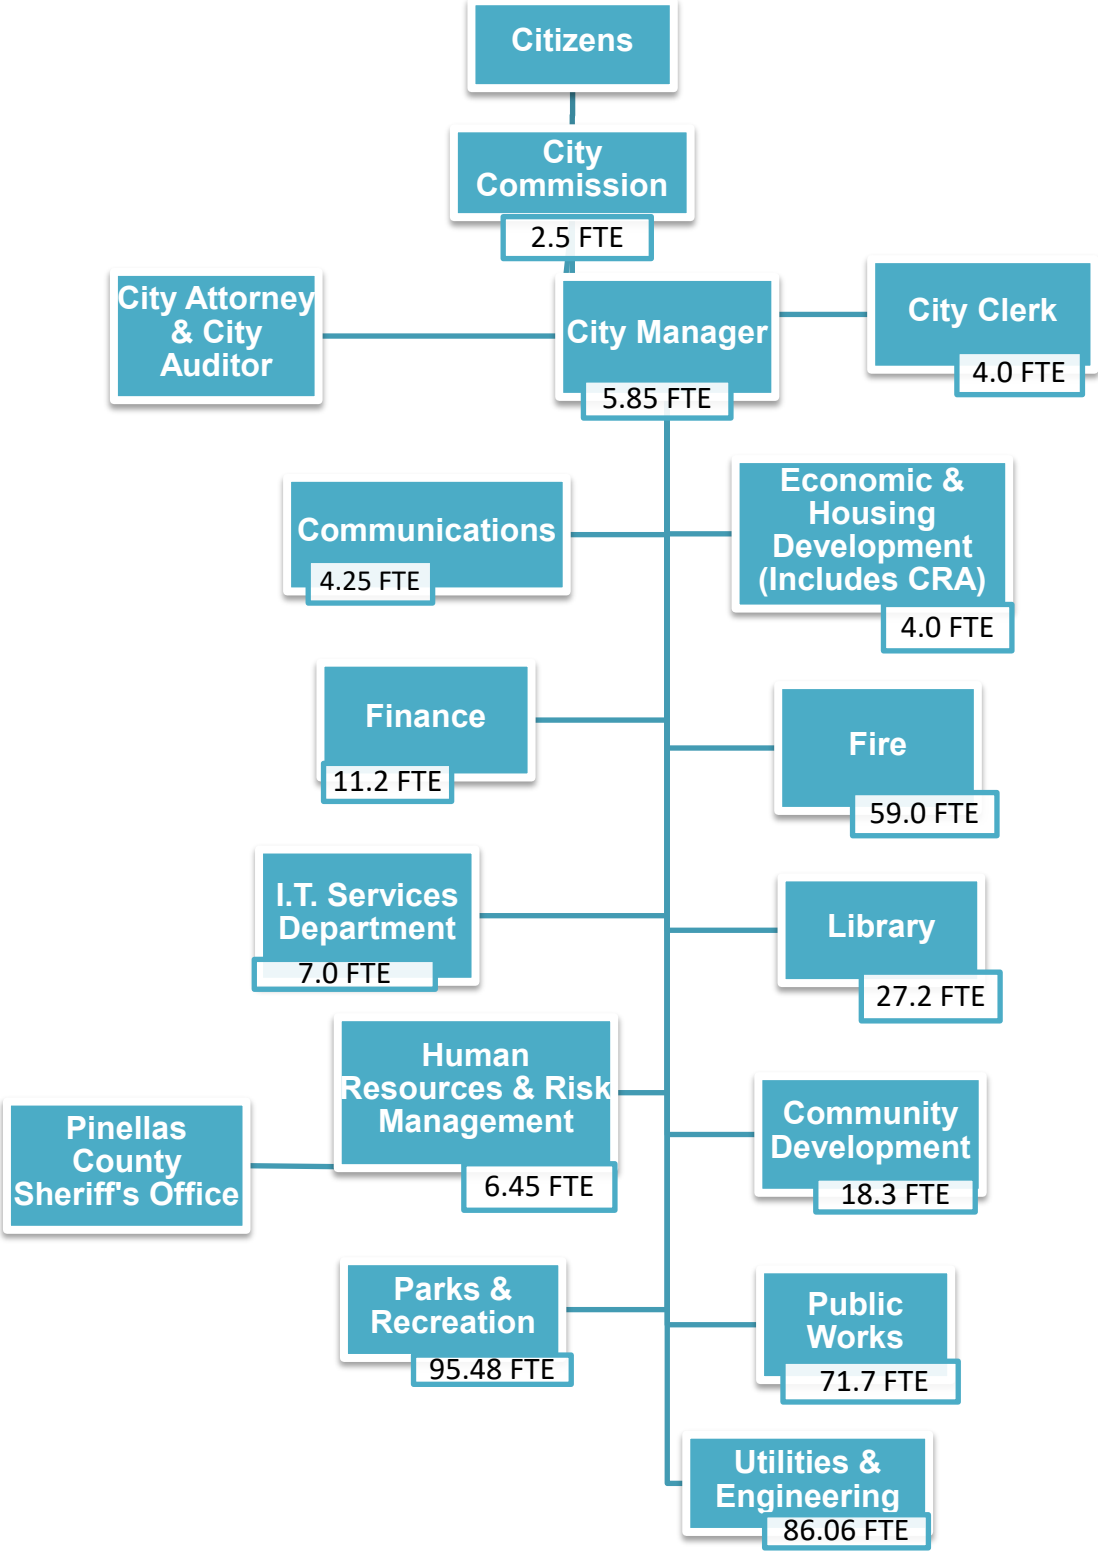 Citizens
City
Commission
2.5 FTE
City Attorney
& City
Auditor
City Manager
5.85 FTE
City Clerk
4.0 FTE
Communications
4.25 FTE
Economic &
Housing
Development
(Includes CRA)
4.0 FTE
Finance
11.2 FTE
Fire
59.0 FTE
I.T. Services
Department
7.0 FTE
Library
27.2 FTE
Human
Resources & Risk
Management
6.45 FTE
Pinellas
County
Sheriff's Office
Community
Development
18.3 FTE
Parks &
Recreation
95.48 FTE
Public
Works
71.7 FTE
Utilities &
Engineering
86.06 FTE